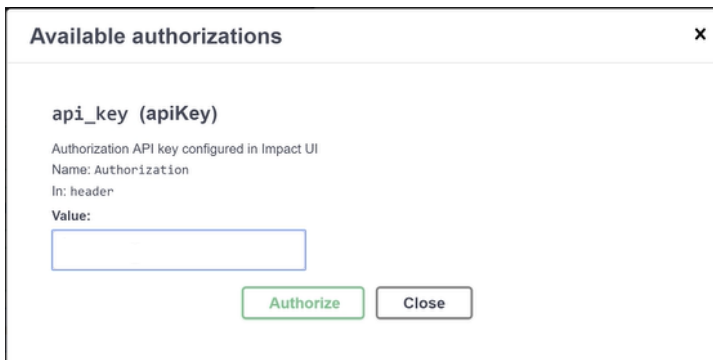 Available authorizations
api_key (apiKey)
Authorization API key configured in Impact UI
Name: Authorization
In: header
Value:
Authorize Close